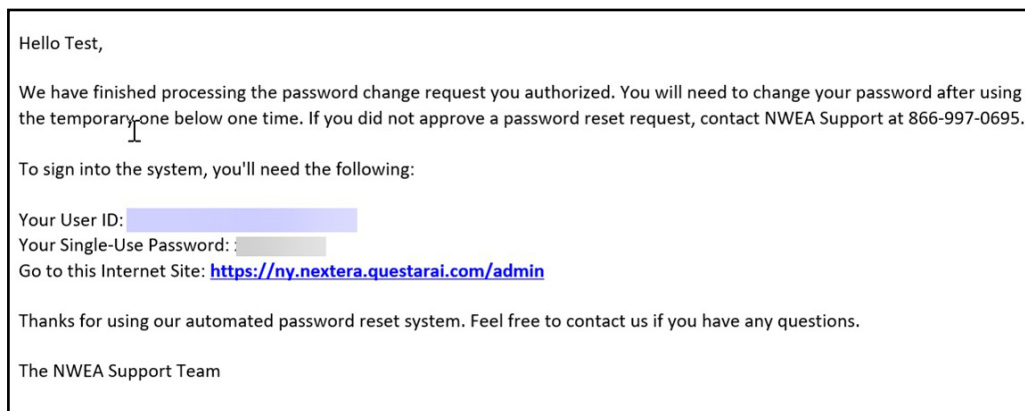 Hello Test,
We have finished processing the password change request you authorized. You will need to change your password after using
the temporary one below one time. If you did not approve a password reset request, contact NWEA Support at 866-997-0695.
To sign into the system, you'll need the following:
Your User ID:
Your Single-Use Password: :
Go to this Internet Site: https://ny.nextera.questarai.com/admin
Thanks for using our automated password reset system. Feel free to contact us if you have any questions.
The NWEA Support Team